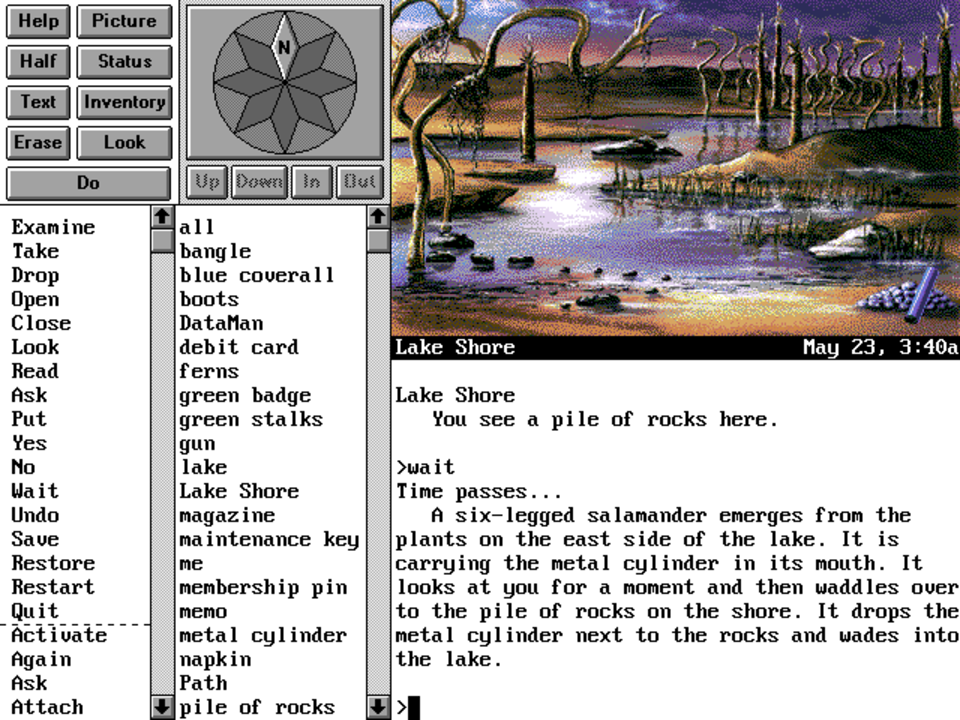 Help Picture
Half Status
Text Inventory
Erase Look
Do
N
Up Down In Out
Examine
Take
Drop
Open
Close
Look
Read
Ask
Put
Yes
No
Wait
Undo
Save
Restore
Restart
Quit
Activate
Again
Ask
Attach
all
bangle
blue coverall
boots
DataMan
debit card
ferns
green badge
green stalks
gun
lake
Lake Shore
magazine
maintenance key
me
membership pin
memo
metal cylinder
napkin
Path
pile of rocks
Lake Shore May 23, 3:40a
Lake Shore
You see a pile of rocks here.
>wait
Time passes...
A six-legged salamander emerges from the
plants on the east side of the lake. It is
carrying the metal cylinder in its mouth. It
looks at you for a moment and then waddles over
to the pile of rocks on the shore. It drops the
metal cylinder next to the rocks and wades into
the lake.
>